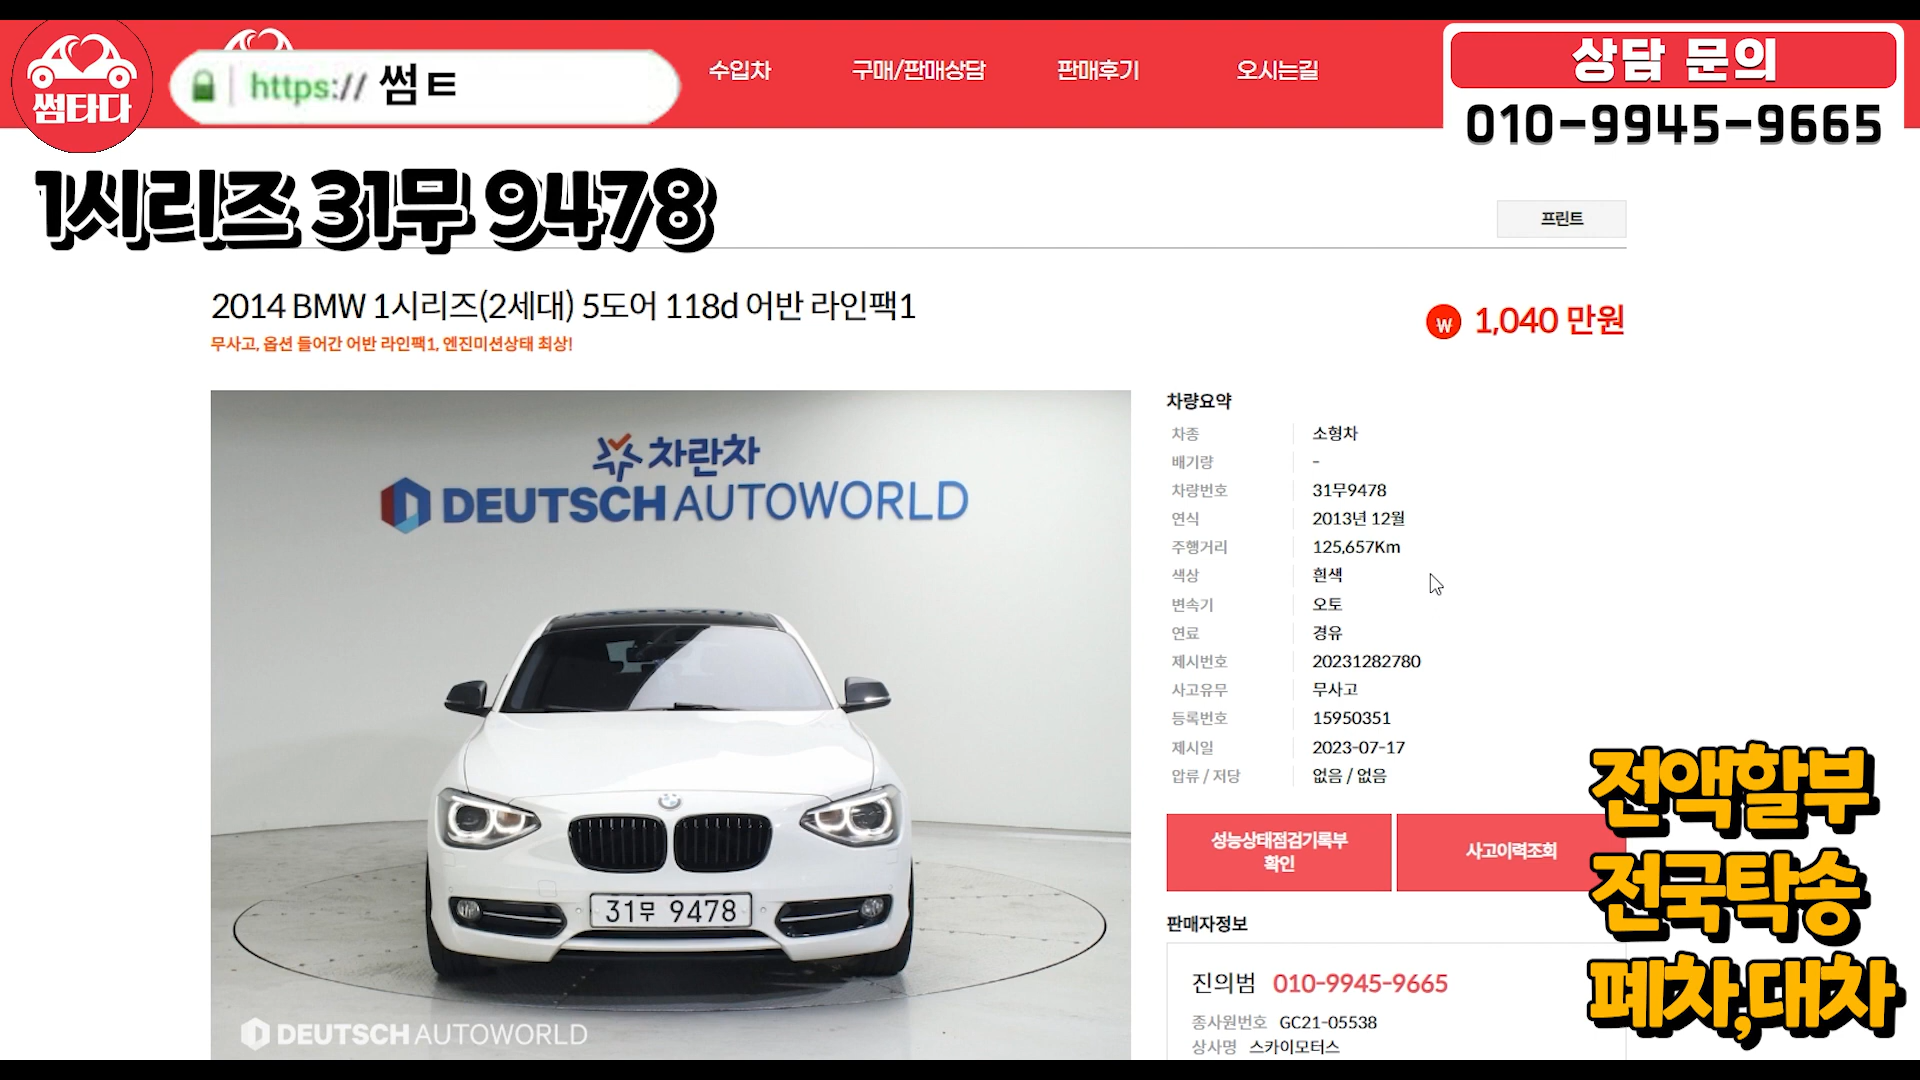 썸타다
https:// 썸ㅌ
수입차
구매/판매상담
판매후기
오시는길
상담 문의
010-9945-9665
1시리즈 31무 9478
프린트
2014 BMW 1시리즈(2세대) 5도어 118d 어반 라인팩1
무사고, 옵션 들어간 어반 라인팩1, 엔진미션상태 최상!
₩ 1,040 만원
차란차
DEUTSCH AUTOWORLD
31무 9478
DEUTSCH AUTOWORLD
차량요약
차종 소형차
배기량 -
차량번호 31무9478
연식 2013년 12월
주행거리 125,657Km
색상 흰색
변속기 오토
연료 경유
제시번호 20231282780
사고유무 무사고
등록번호 15950351
제시일 2023-07-17
압류 / 저당 없음 / 없음
성능상태점검기록부
확인
사고이력조회
판매자정보
진의범 010-9945-9665
종사원번호 GC21-05538
상사명 스카이모터스
전액할부
전국탁송
폐차,대차